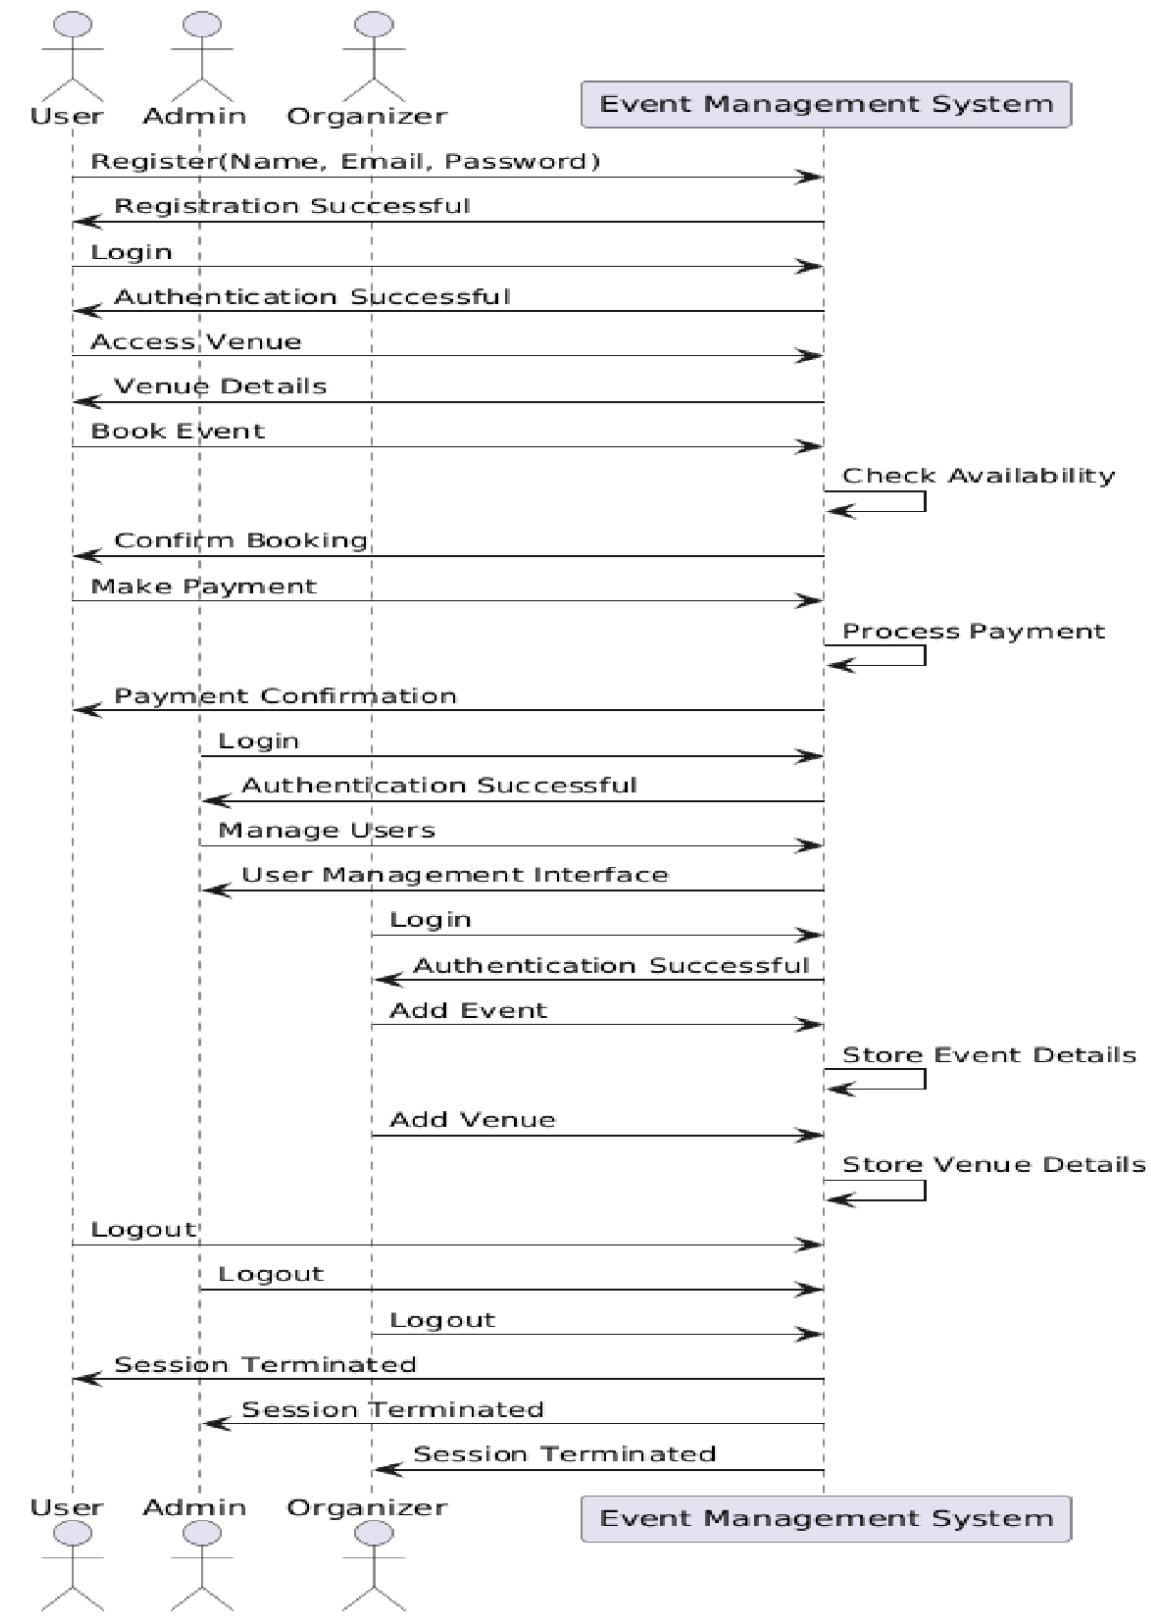 User Admin Organizer Event Management System
Register(Name, Email, Password)
Registration Successful
Login
Authentication Successful
Access Venue
Venue Details
Book Event
Check Availability
Confirm Booking
Make Payment
Process Payment
Payment Confirmation
Login
Authentication Successful
Manage Users
User Management Interface
Login
Authentication Successful
Add Event
Store Event Details
Add Venue
Store Venue Details
Logout
Logout
Logout
Session Terminated
Session Terminated
Session Terminated
User Admin Organizer Event Management System